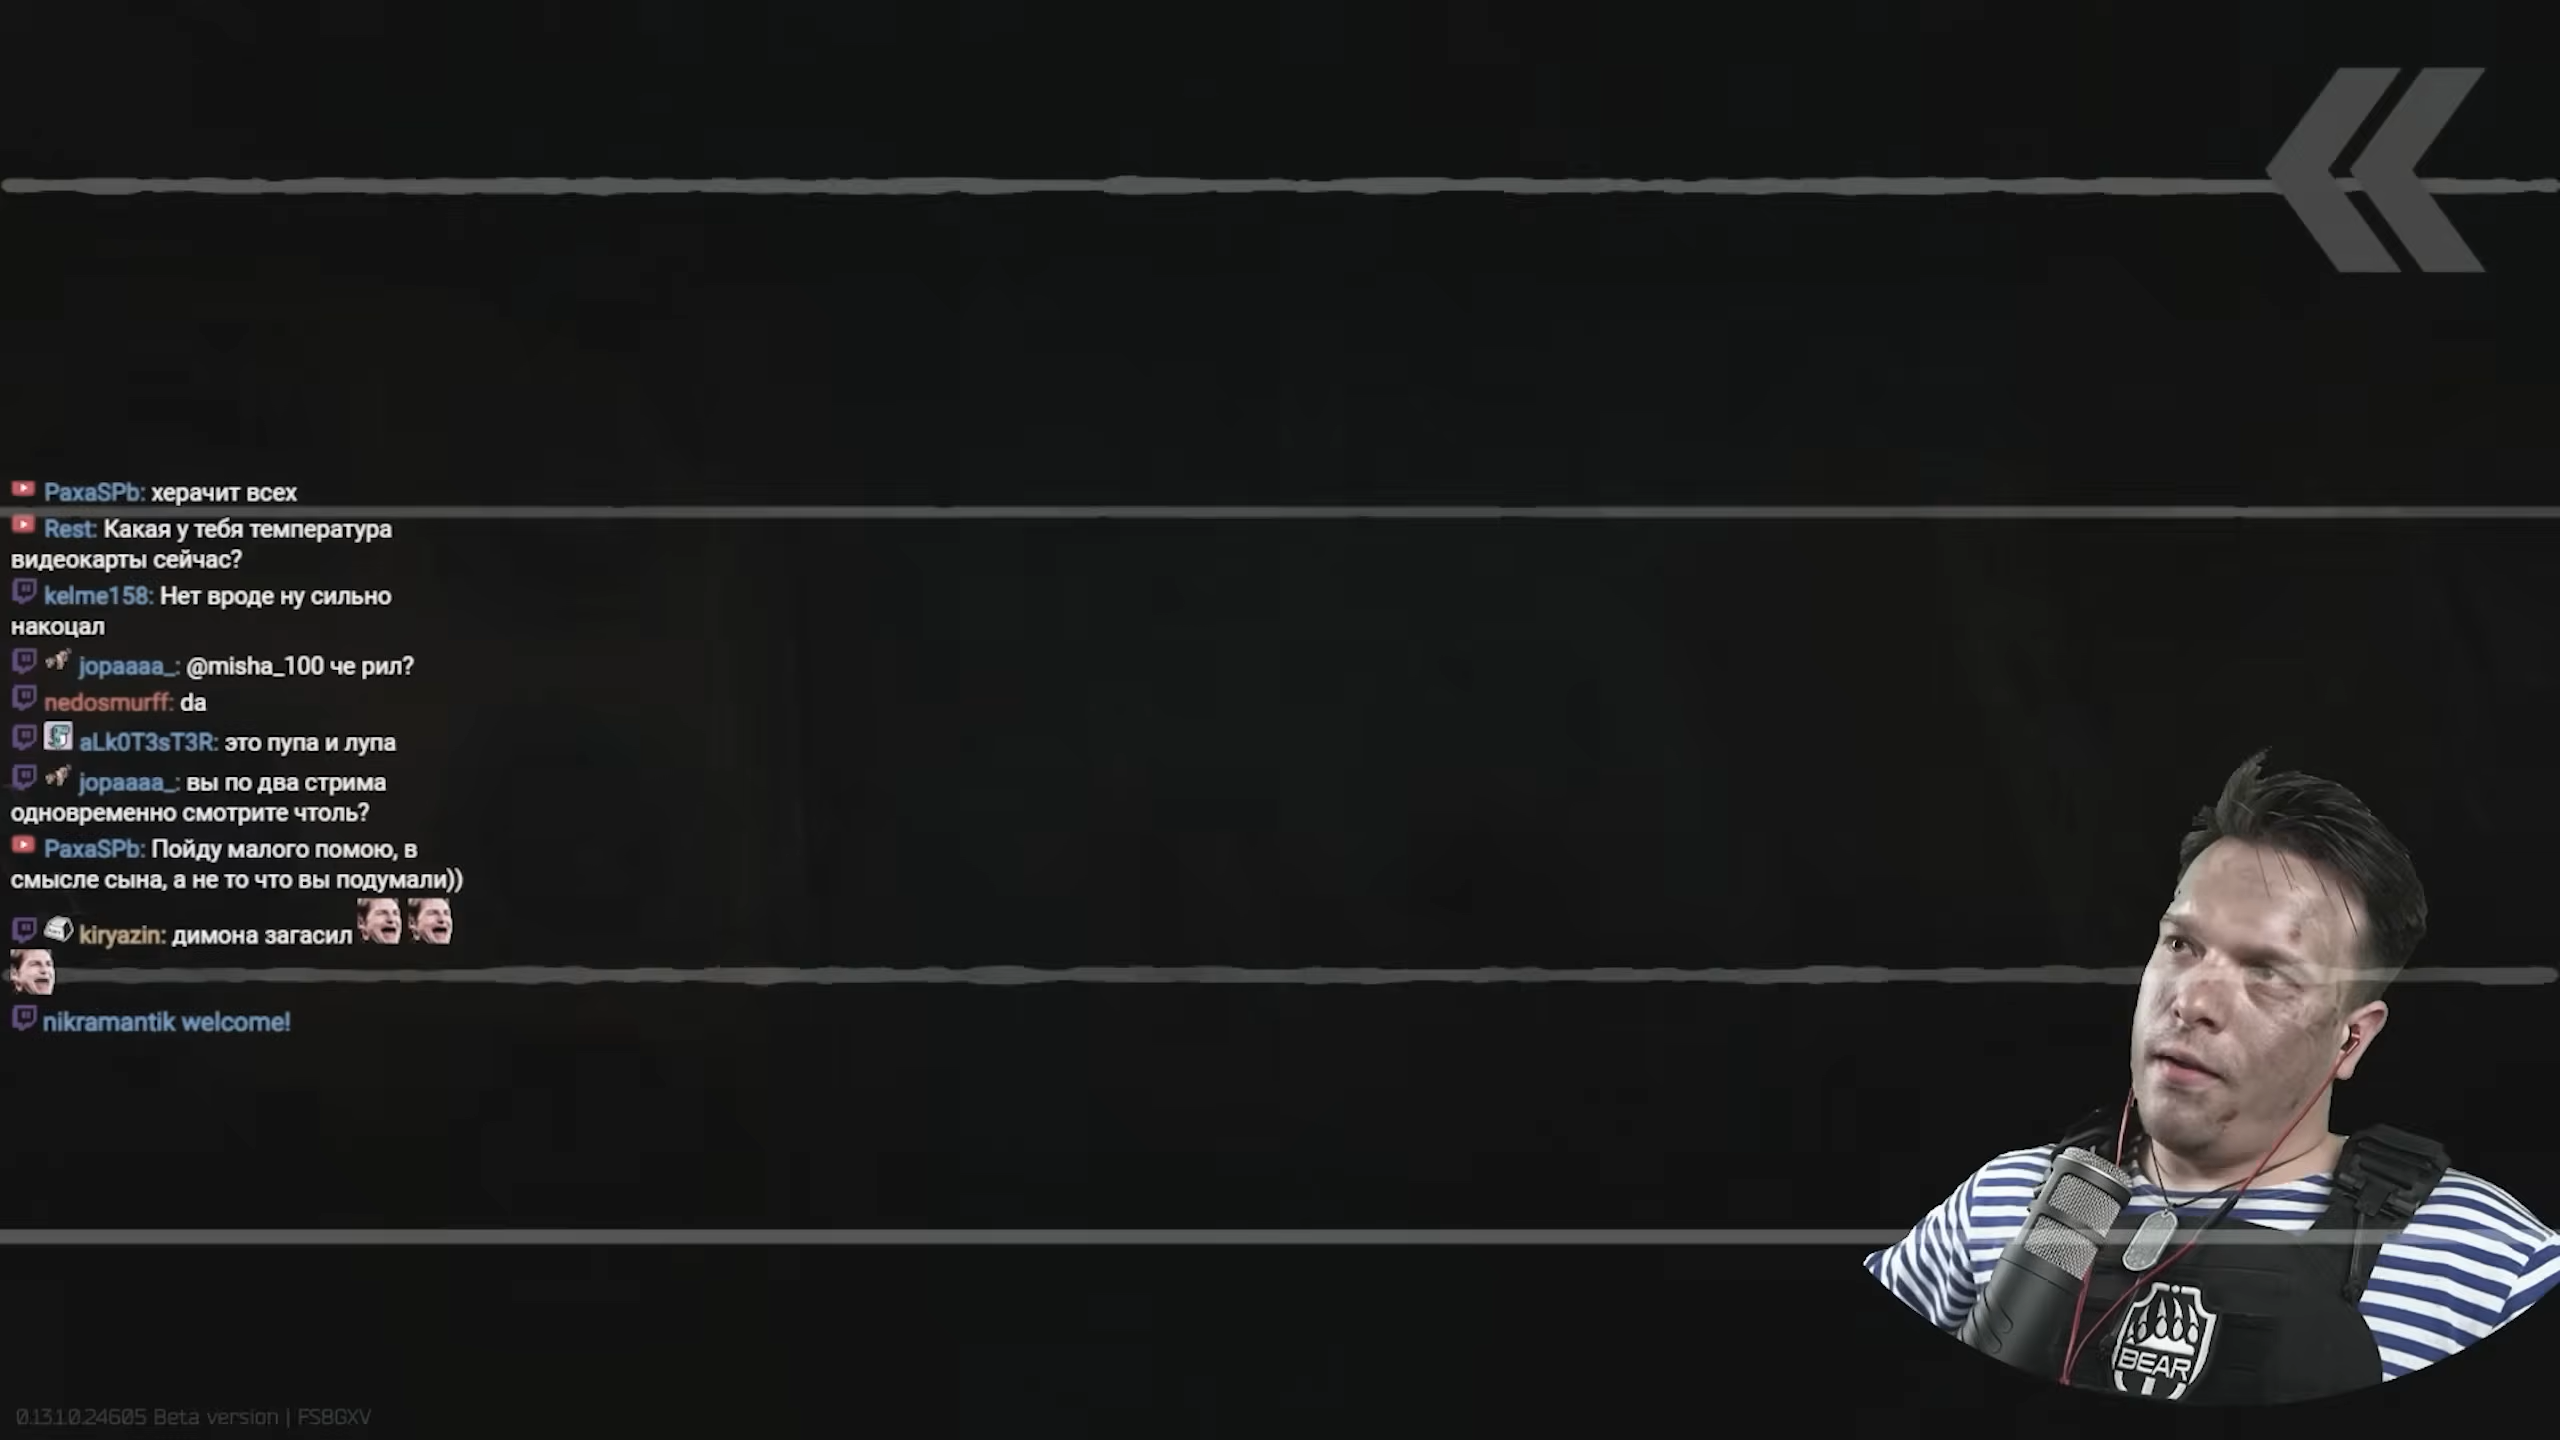 PaxaSPb: херачит всех
Rest: Какая у тебя температура
видеокарты сейчас?
kelme158: Нет вроде ну сильно
накоцал
jopaaaa_: @misha_100 че рил?
nedosmurff: da
aLk0T3sT3R: это пупа и лупа
jopaaaa_: вы по два стрима
одновременно смотрите чтоль?
PaxaSPb: Пойду малого помою, в
смысле сына, а не то что вы подумали))
kiryazin: димона загасил
nikramantik welcome!
BEAR
0.13.1.0.24605 Beta version | FS8GXV